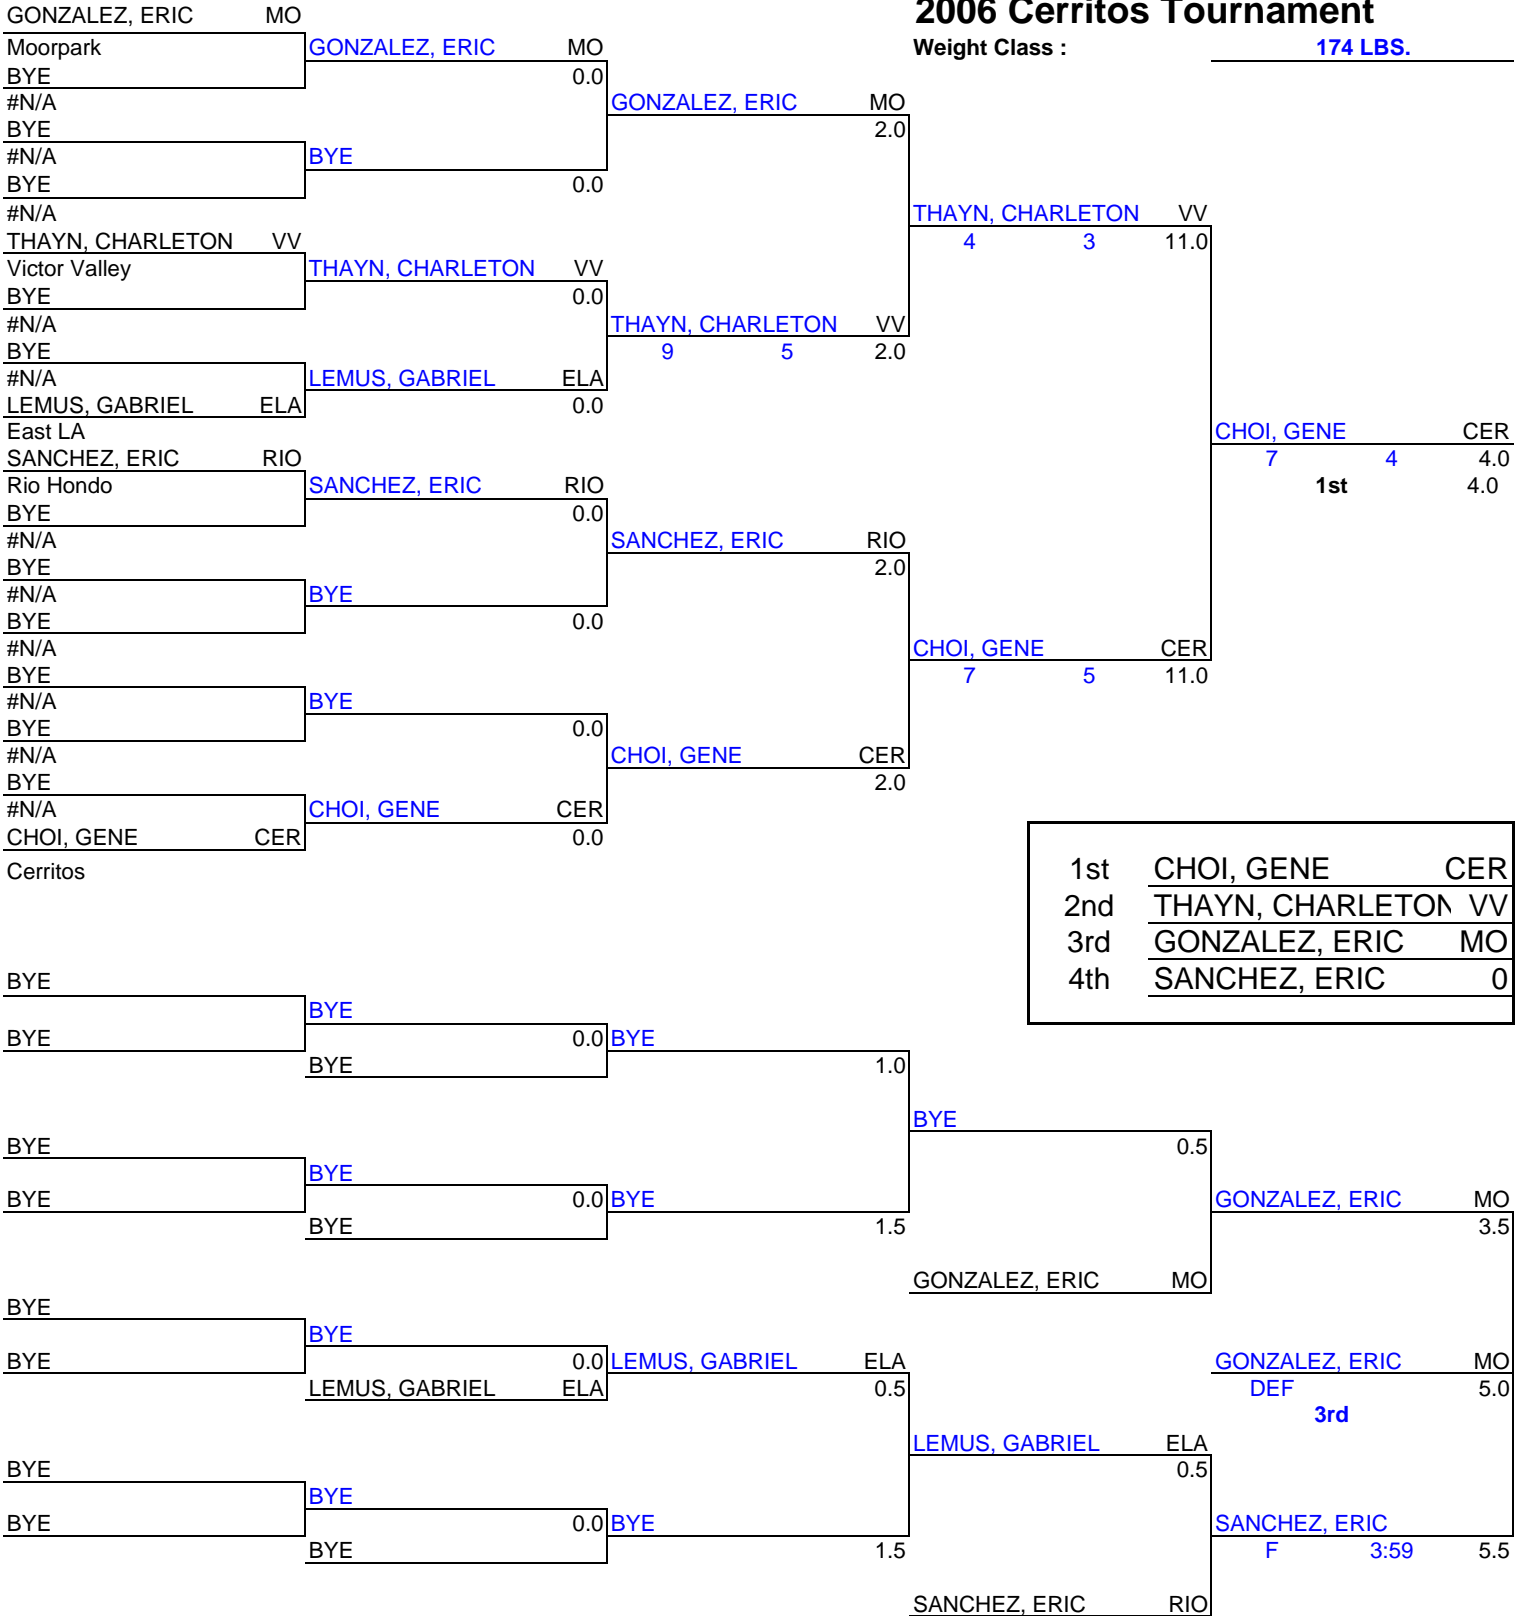 GONZALEZ, ERIC MO 2006 Cerritos Tournament
Moorpark GONZALEZ, ERIC MO Weight Class : 174 LBS.
BYE 0.0
#N/A GONZALEZ, ERIC MO
BYE 2.0
#N/A BYE
BYE 0.0
#N/A THAYN, CHARLETON VV
THAYN, CHARLETON VV 4 3 11.0
Victor Valley THAYN, CHARLETON VV
BYE 0.0
#N/A THAYN, CHARLETON VV
BYE 9 5 2.0
#N/A LEMUS, GABRIEL ELA
LEMUS, GABRIEL ELA 0.0
East LA CHOI, GENE CER
SANCHEZ, ERIC RIO 7 4 4.0
Rio Hondo SANCHEZ, ERIC RIO 1st 4.0
BYE 0.0
#N/A SANCHEZ, ERIC RIO
BYE 2.0
#N/A BYE
BYE 0.0
#N/A CHOI, GENE CER
BYE 7 5 11.0
#N/A BYE
BYE 0.0
#N/A CHOI, GENE CER
BYE 2.0
#N/A CHOI, GENE CER
CHOI, GENE CER 0.0
Cerritos
1st CHOI, GENE CER
2nd THAYN, CHARLETON VV
3rd GONZALEZ, ERIC MO
4th SANCHEZ, ERIC 0
BYE
BYE
BYE 0.0 BYE
BYE 1.0
BYE
BYE 0.5
BYE
BYE 0.0 BYE GONZALEZ, ERIC MO
BYE 1.5 3.5
GONZALEZ, ERIC MO
BYE
BYE
BYE 0.0 LEMUS, GABRIEL ELA GONZALEZ, ERIC MO
LEMUS, GABRIEL ELA 0.5 DEF 5.0
3rd
LEMUS, GABRIEL ELA
BYE 0.5
BYE
BYE 0.0 BYE SANCHEZ, ERIC
BYE 1.5 F 3:59 5.5
SANCHEZ, ERIC RIO